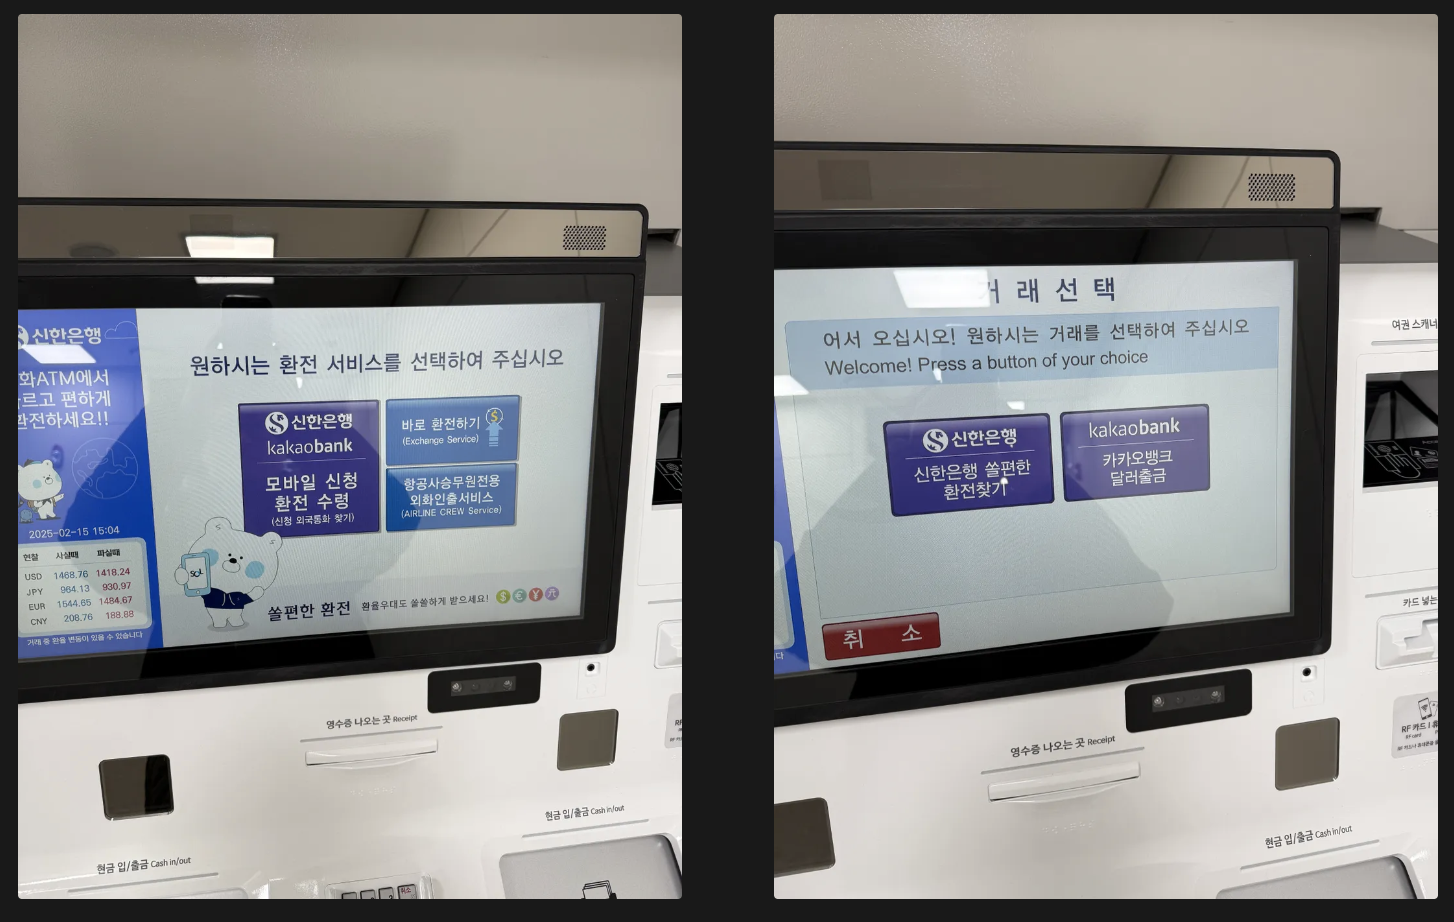 신한은행
화ATM에서
르고 편하게
환전하세요!!
2025-02-15 15:04
현찰 사실때 파실때
USD 1468.76 1418.24
JPY 964.13 930.97
EUR 1544.65 1484.67
CNY 208.76 188.88
거래 중 환율 변동이 있을 수 있습니다
원하시는 환전 서비스를 선택하여 주십시오
신한은행
kakaobank
모바일 신청
환전 수령
(신청 외국통화 찾기)
바로 환전하기
(Exchange Service)
항공사승무원전용
외화인출서비스
(AIRLINE CREW Service)
SOL
쏠편한 환전 환율우대도 쏠쏠하게 받으세요!
영수증 나오는 곳 Receipt
현금 입/출금 Cash in/out
현금 입/출금 Cash in/out
취소
거 래 선 택
어서 오십시오! 원하시는 거래를 선택하여 주십시오
Welcome! Press a button of your choice
신한은행
신한은행 쏠편한
환전찾기
kakaobank
카카오뱅크
달러출금
취 소
여권 스캐너
카드 넣는
RF 카드
RF card
영수증 나오는 곳 Receipt
현금 입/출금 Cash in/out